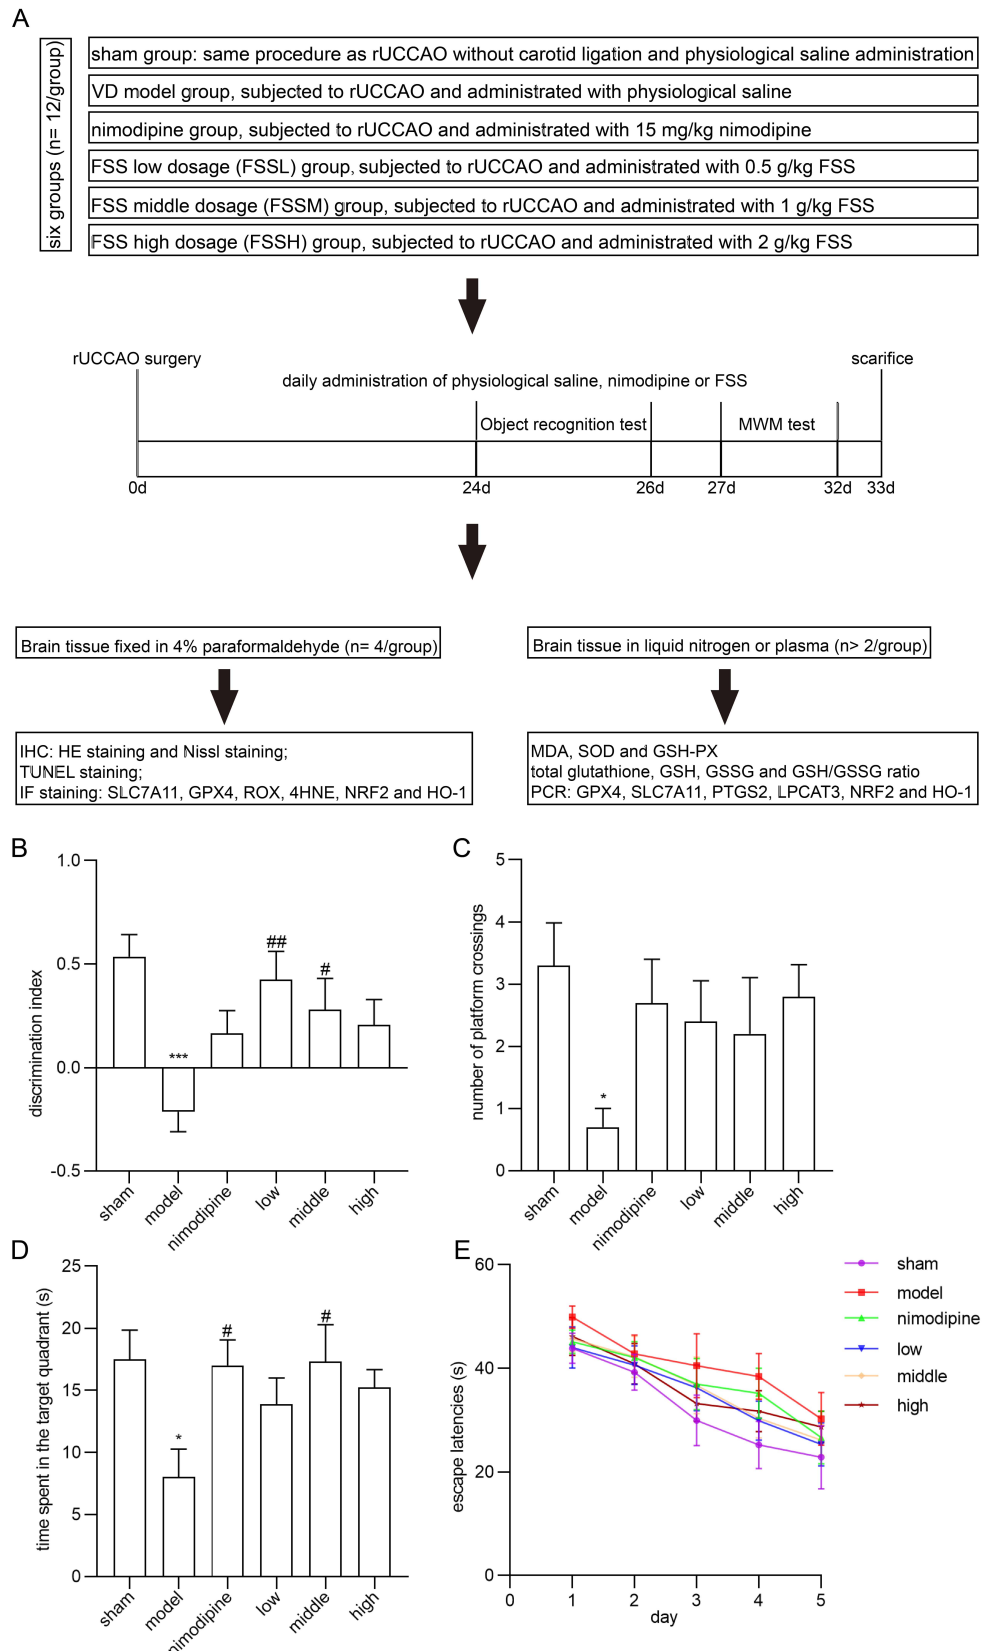 A
six groups (n= 12/group)
sham group: same procedure as rUCCAO without carotid ligation and physiological saline administration
VD model group, subjected to rUCCAO and administrated with physiological saline
nimodipine group, subjected to rUCCAO and administrated with 15 mg/kg nimodipine
FSS low dosage (FSSL) group, subjected to rUCCAO and administrated with 0.5 g/kg FSS
FSS middle dosage (FSSM) group, subjected to rUCCAO and administrated with 1 g/kg FSS
FSS high dosage (FSSH) group, subjected to rUCCAO and administrated with 2 g/kg FSS
rUCCAO surgery
scarifice
daily administration of physiological saline, nimodipine or FSS
Object recognition test
MWM test
0d 24d 26d 27d 32d 33d
Brain tissue fixed in 4% paraformaldehyde (n= 4/group)
Brain tissue in liquid nitrogen or plasma (n> 2/group)
IHC: HE staining and Nissl staining;
TUNEL staining;
IF staining: SLC7A11, GPX4, ROX, 4HNE, NRF2 and HO-1
MDA, SOD and GSH-PX
total glutathione, GSH, GSSG and GSH/GSSG ratio
PCR: GPX4, SLC7A11, PTGS2, LPCAT3, NRF2 and HO-1
B
discrimination index
1.0
0.5
0.0
-0.5
***
##
#
sham
model
nimodipine
low
middle
high
C
number of platform crossings
5
4
3
2
1
0
*
sham
model
nimodipine
low
middle
high
D
time spent in the target quadrant (s)
25
20
15
10
5
0
*
#
#
sham
model
nimodipine
low
middle
high
E
escape latencies (s)
60
40
20
0
0 1 2 3 4 5
day
sham
model
nimodipine
low
middle
high